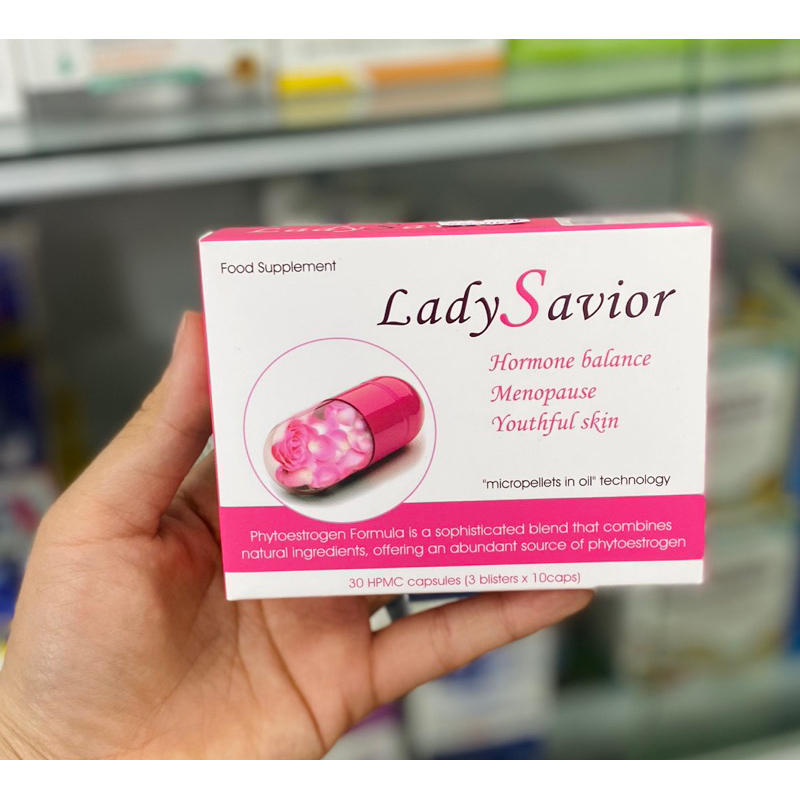 Food Supplement
LadySavior
Hormone balance
Menopause
Youthful skin
"micropellets in oil" technology
Phytoestrogen Formula is a sophisticated blend that combines
natural ingredients, offering an abundant source of phytoestrogen
30 HPMC capsules (3 blisters x 10caps)